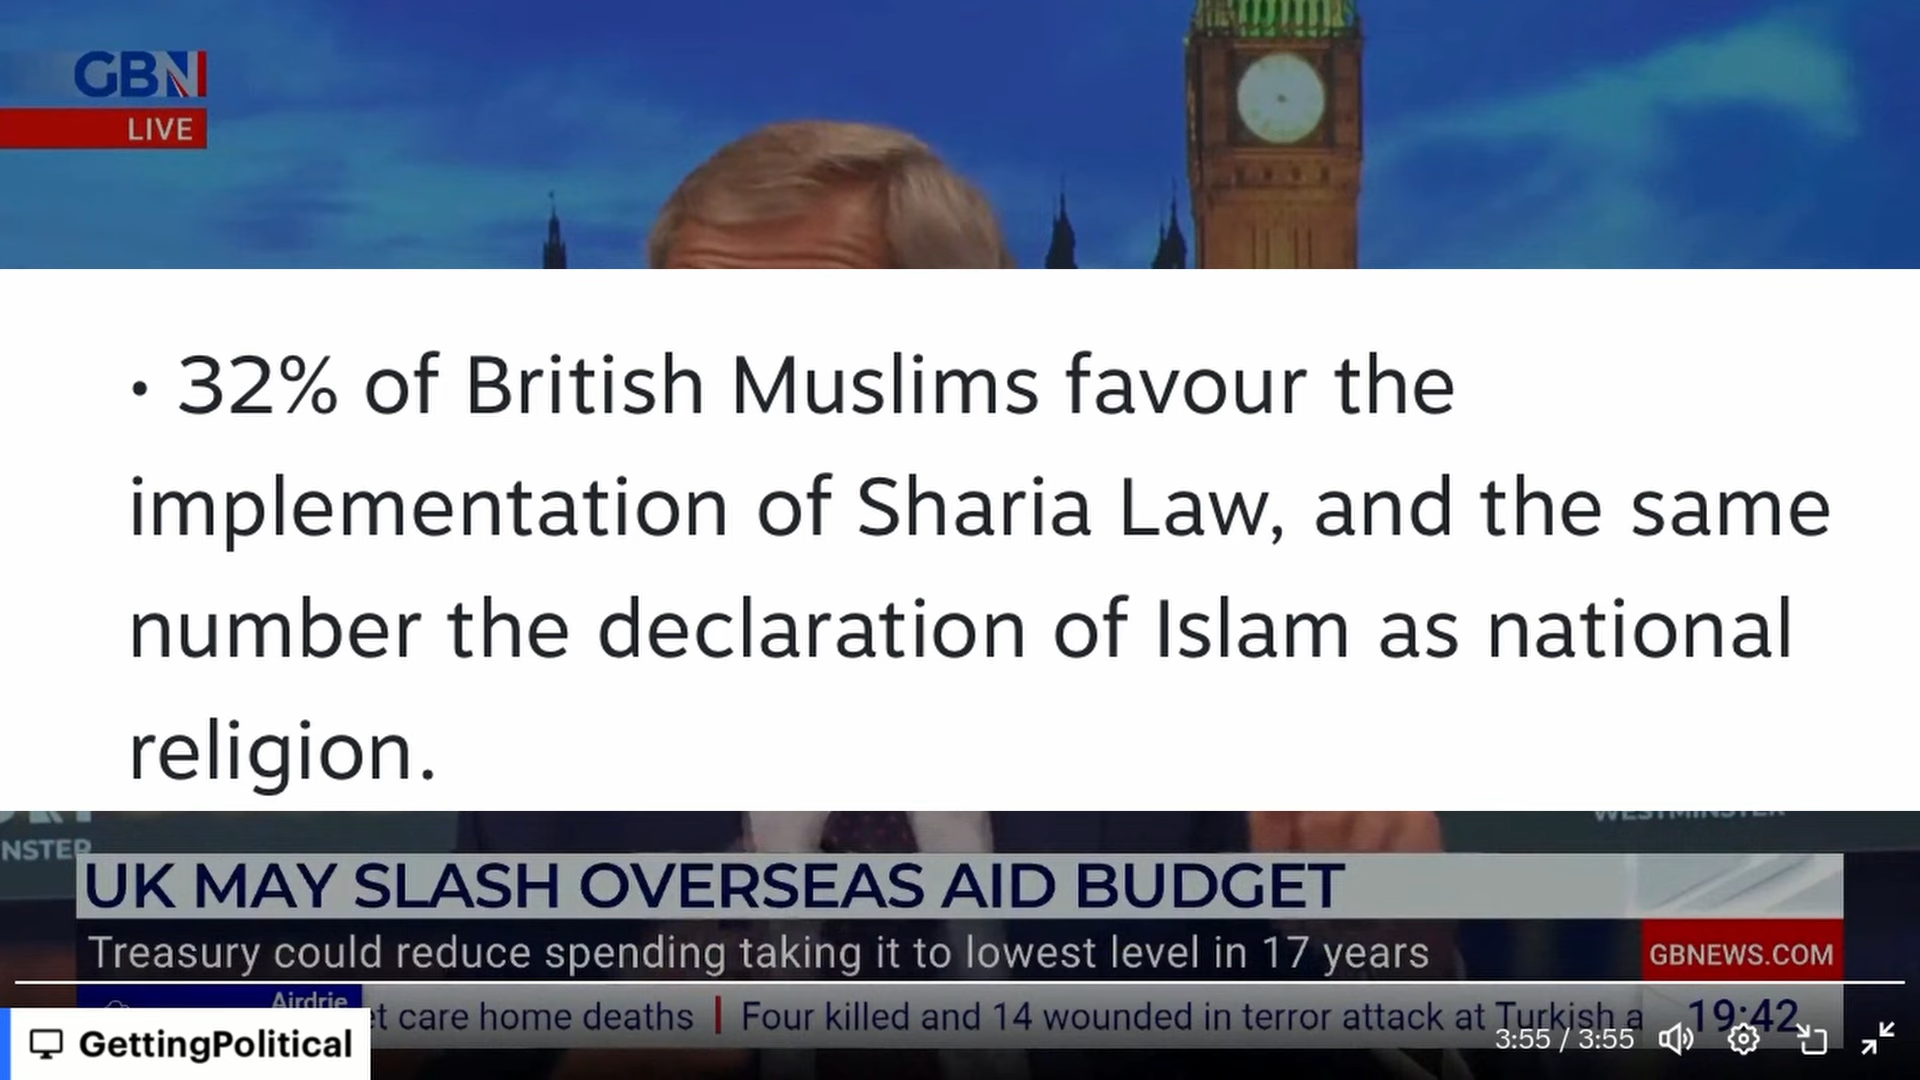 GBN
LIVE
• 32% of British Muslims favour the
implementation of Sharia Law, and the same
number the declaration of Islam as national
religion.
WESTMINSTER
UK MAY SLASH OVERSEAS AID BUDGET
Treasury could reduce spending taking it to lowest level in 17 years
GBNEWS.COM
Airdrie
et care home deaths | Four killed and 14 wounded in terror attack at Turkish a
19:42
3:55 / 3:55
GettingPolitical